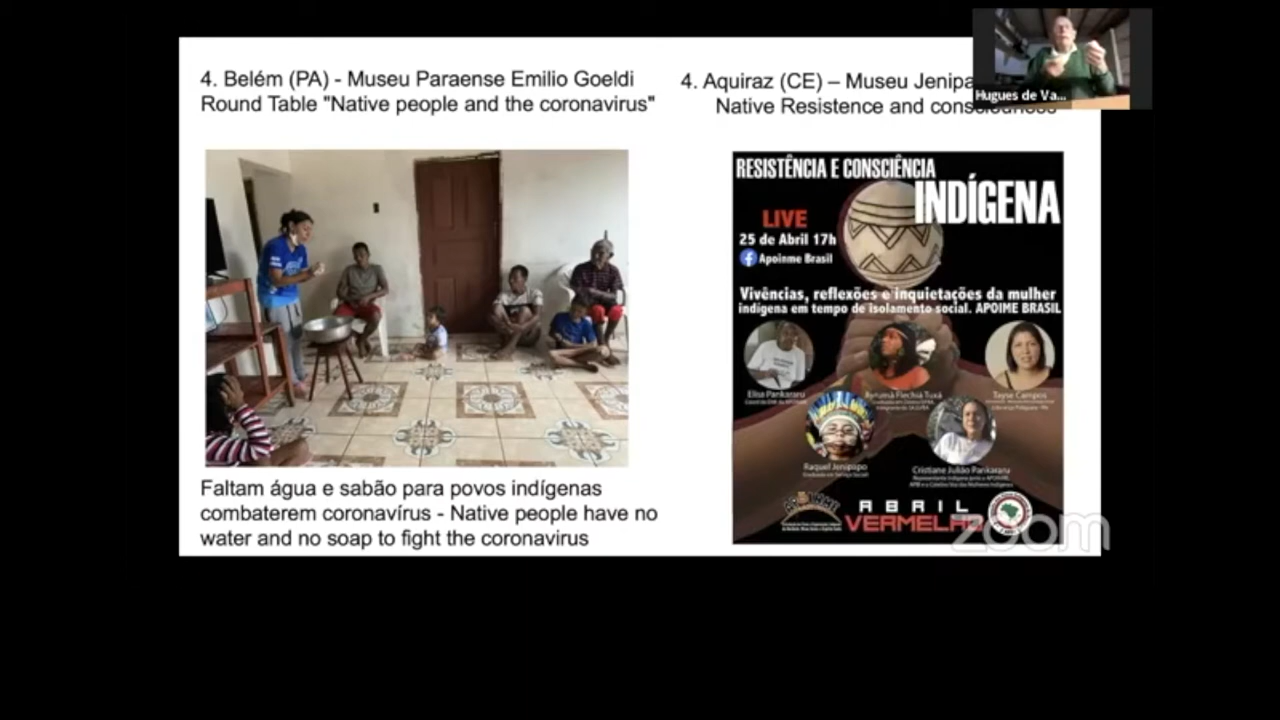 4. Belém (PA) - Museu Paraense Emilio Goeldi
Round Table "Native people and the coronavirus"
Faltam água e sabão para povos indígenas
combaterem coronavírus - Native people have no
water and no soap to fight the coronavirus
4. Aquiraz (CE) – Museu Jenipa
Native Resistence and
Hugues de Va...
RESISTÊNCIA E CONSCIÊNCIA
INDÍGENA
LIVE
25 de Abril 17h
Apoinme Brasil
Vivências, reflexões e inquietações da mulher
indígena em tempo de isolamento social. APOIME BRASIL
Elisa Pankararu
Tayse Campos
Raquel Jenipapo
Graduada em Serviço Social
Cristiane Julião Pankararu
ABRIL
VERMELHO
zoom